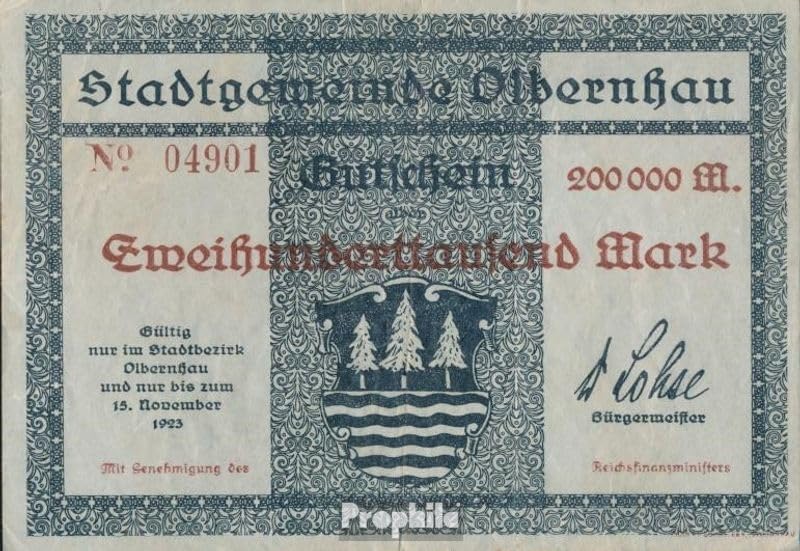 Stadtgemeinde Olbernhau
No 04901
Gutschein
200 000 M.
über
Zweihunderttausend Mark
Gültig
nur im Stadtbezirk
Olbernhau
und nur bis zum
15. November
1923
Lohse
Bürgermeister
Mit Genehmigung des
Reichsfinanzministers
Prophila